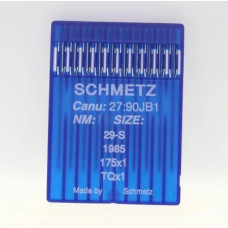 SCHMETZ
Canu: 27:90JB1
NM: SIZE:
29-S
1985
175x1
TQx1
Made by Schmetz